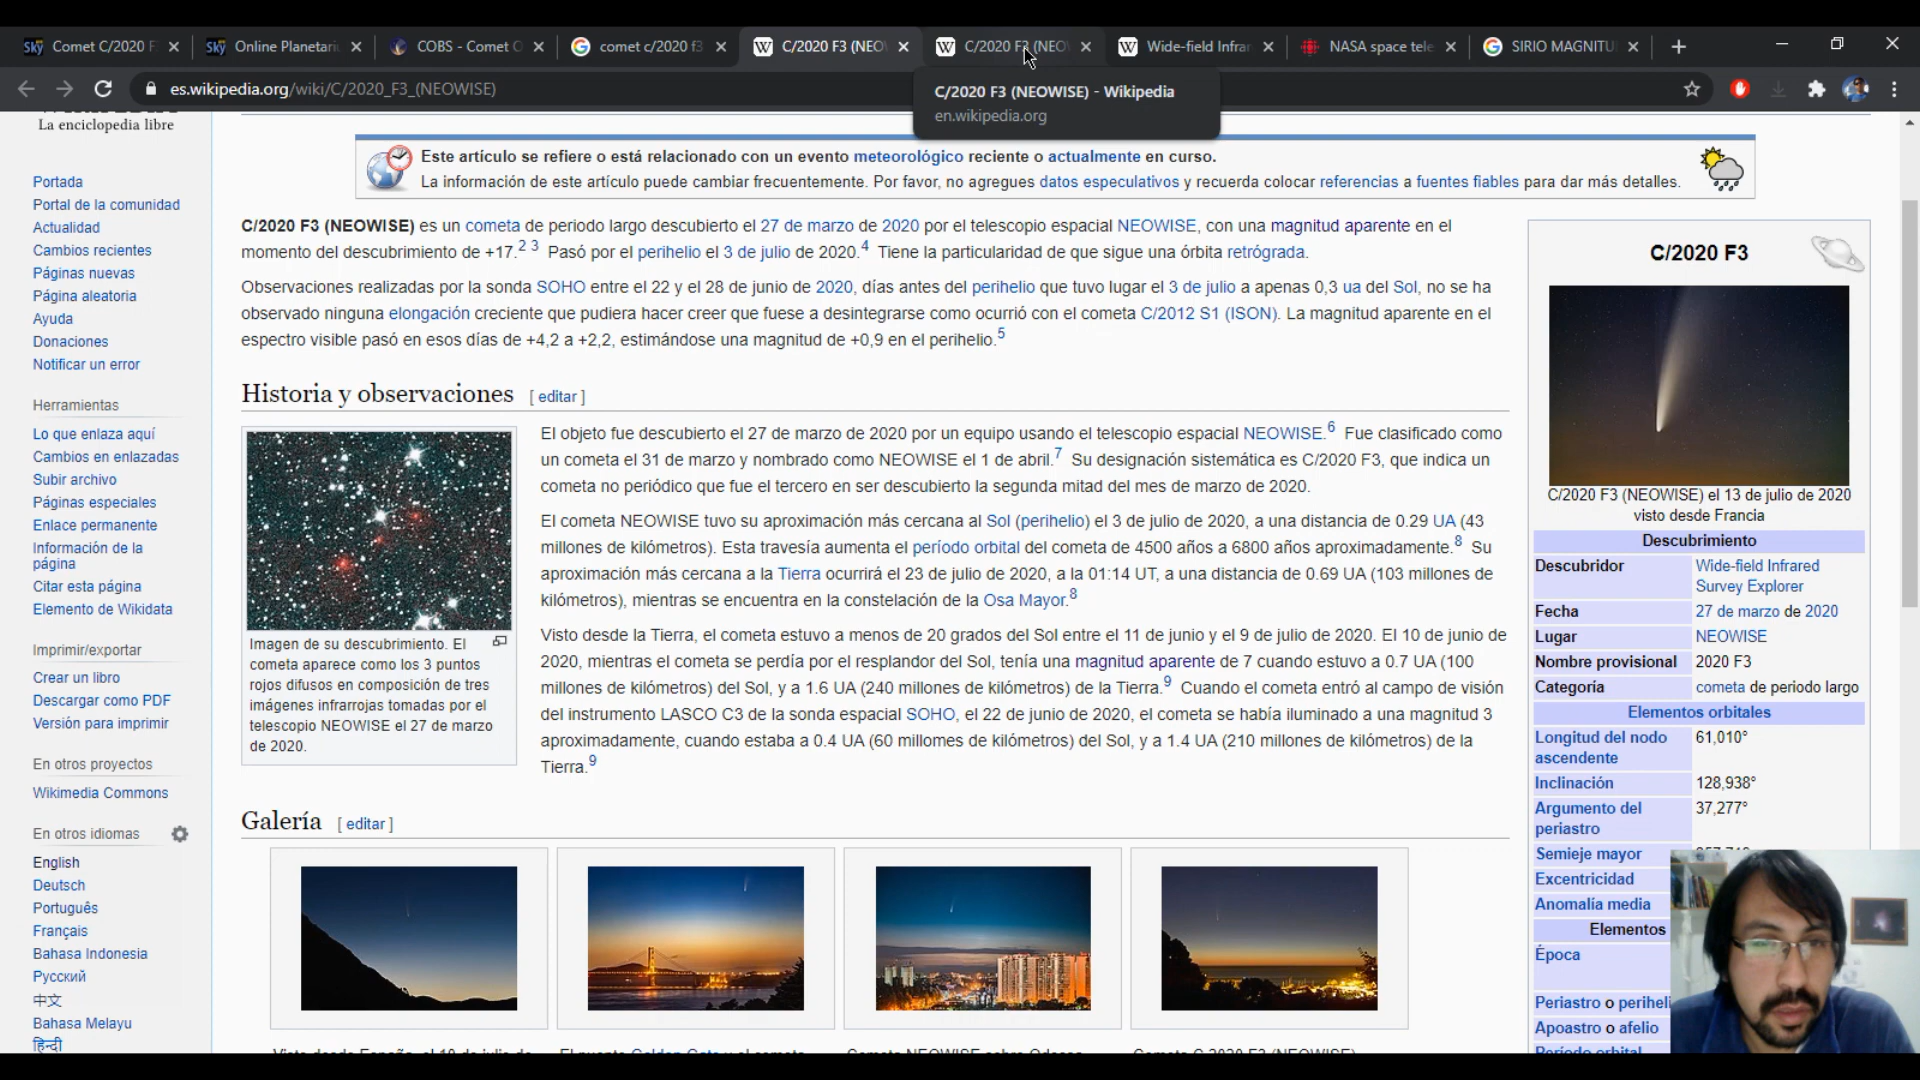 Comet C/2020 F
Online Planetari
COBS - Comet O
comet c/2020 f3
C/2020 F3 (NEO
C/2020 F3 (NEO
Wide-field Infrar
NASA space tele
SIRIO MAGNITU
es.wikipedia.org/wiki/C/2020_F3_(NEOWISE)
C/2020 F3 (NEOWISE) - Wikipedia
en.wikipedia.org
La enciclopedia libre
Portada
Portal de la comunidad
Actualidad
Cambios recientes
Páginas nuevas
Página aleatoria
Ayuda
Donaciones
Notificar un error
Herramientas
Lo que enlaza aquí
Cambios en enlazadas
Subir archivo
Páginas especiales
Enlace permanente
Información de la
página
Citar esta página
Elemento de Wikidata
Imprimir/exportar
Crear un libro
Descargar como PDF
Versión para imprimir
En otros proyectos
Wikimedia Commons
En otros idiomas
English
Deutsch
Português
Français
Bahasa Indonesia
Русский
中文
Bahasa Melayu
हिन्दी
Este artículo se refiere o está relacionado con un evento meteorológico reciente o actualmente en curso.
La información de este artículo puede cambiar frecuentemente. Por favor, no agregues datos especulativos y recuerda colocar referencias a fuentes fiables para dar más detalles.
C/2020 F3 (NEOWISE) es un cometa de periodo largo descubierto el 27 de marzo de 2020 por el telescopio espacial NEOWISE, con una magnitud aparente en el
momento del descubrimiento de +17.2 3 Pasó por el perihelio el 3 de julio de 2020.4 Tiene la particularidad de que sigue una órbita retrógrada.
Observaciones realizadas por la sonda SOHO entre el 22 y el 28 de junio de 2020, días antes del perihelio que tuvo lugar el 3 de julio a apenas 0,3 ua del Sol, no se ha
observado ninguna elongación creciente que pudiera hacer creer que fuese a desintegrarse como ocurrió con el cometa C/2012 S1 (ISON). La magnitud aparente en el
espectro visible pasó en esos días de +4,2 a +2,2, estimándose una magnitud de +0,9 en el perihelio.5
Historia y observaciones [ editar ]
Imagen de su descubrimiento. El
cometa aparece como los 3 puntos
rojos difusos en composición de tres
imágenes infrarrojas tomadas por el
telescopio NEOWISE el 27 de marzo
de 2020.
El objeto fue descubierto el 27 de marzo de 2020 por un equipo usando el telescopio espacial NEOWISE.6 Fue clasificado como
un cometa el 31 de marzo y nombrado como NEOWISE el 1 de abril.7 Su designación sistemática es C/2020 F3, que indica un
cometa no periódico que fue el tercero en ser descubierto la segunda mitad del mes de marzo de 2020.
El cometa NEOWISE tuvo su aproximación más cercana al Sol (perihelio) el 3 de julio de 2020, a una distancia de 0.29 UA (43
millones de kilómetros). Esta travesía aumenta el período orbital del cometa de 4500 años a 6800 años aproximadamente.8 Su
aproximación más cercana a la Tierra ocurrirá el 23 de julio de 2020, a la 01:14 UT, a una distancia de 0.69 UA (103 millones de
kilómetros), mientras se encuentra en la constelación de la Osa Mayor.8
Visto desde la Tierra, el cometa estuvo a menos de 20 grados del Sol entre el 11 de junio y el 9 de julio de 2020. El 10 de junio de
2020, mientras el cometa se perdía por el resplandor del Sol, tenía una magnitud aparente de 7 cuando estuvo a 0.7 UA (100
millones de kilómetros) del Sol, y a 1.6 UA (240 millones de kilómetros) de la Tierra.9 Cuando el cometa entró al campo de visión
del instrumento LASCO C3 de la sonda espacial SOHO, el 22 de junio de 2020, el cometa se había iluminado a una magnitud 3
aproximadamente, cuando estaba a 0.4 UA (60 millomes de kilómetros) del Sol, y a 1.4 UA (210 millones de kilómetros) de la
Tierra.9
Galería [ editar ]
C/2020 F3
C/2020 F3 (NEOWISE) el 13 de julio de 2020
visto desde Francia
Descubrimiento
Descubridor Wide-field Infrared
Survey Explorer
Fecha 27 de marzo de 2020
Lugar NEOWISE
Nombre provisional 2020 F3
Categoría cometa de periodo largo
Elementos orbitales
Longitud del nodo 61,010°
ascendente
Inclinación 128,938°
Argumento del 37,277°
periastro
Semieje mayor
Excentricidad
Anomalía media
Elementos
Época
Periastro o periheli
Apoastro o afelio